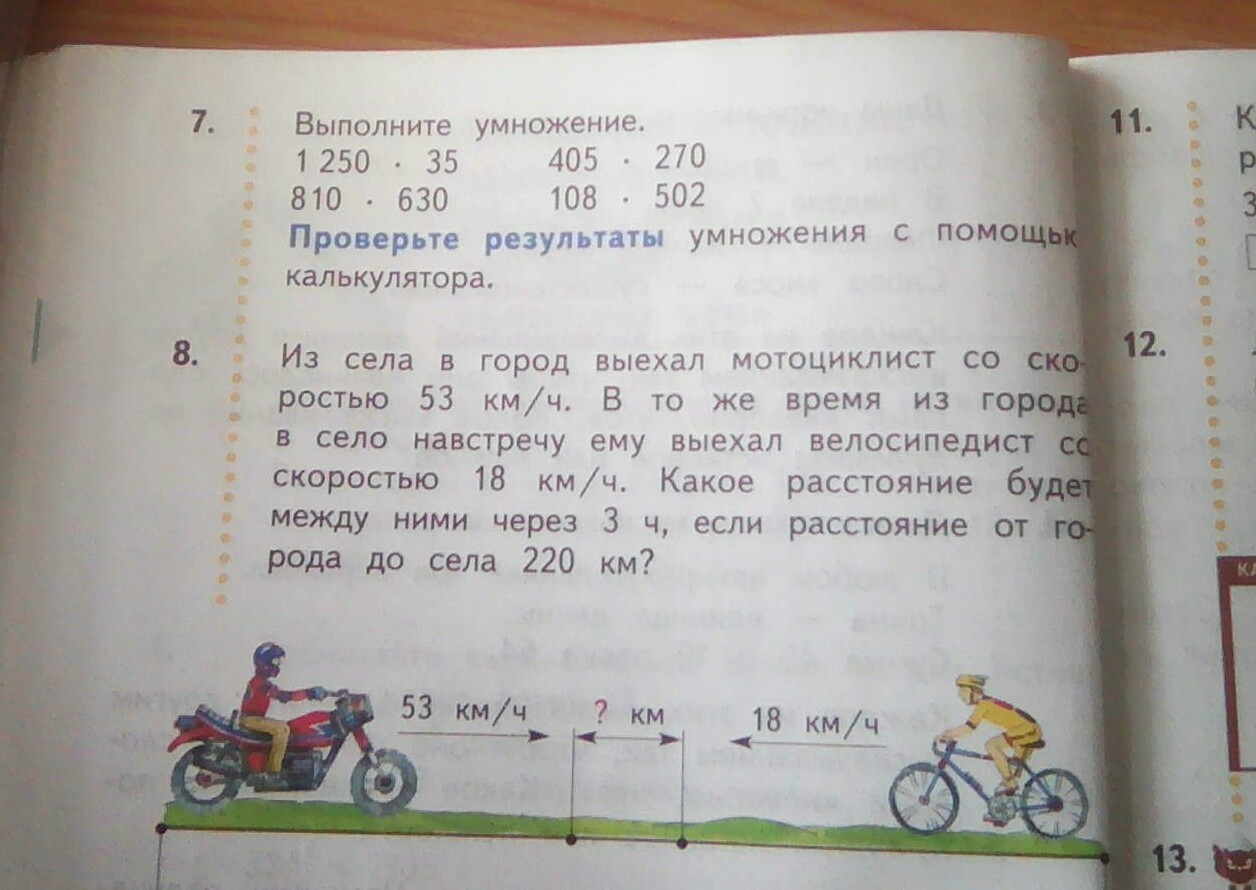 7.
Выполните умножение.
1 250 · 35 405 · 270
810 · 630 108 · 502
Проверьте результаты умножения с помощью
калькулятора.
8.
Из села в город выехал мотоциклист со ско-
ростью 53 км/ч. В то же время из города
в село навстречу ему выехал велосипедист со
скоростью 18 км/ч. Какое расстояние будет
между ними через 3 ч, если расстояние от го-
рода до села 220 км?
53 км/ч ? км 18 км/ч
11.
12.
13.